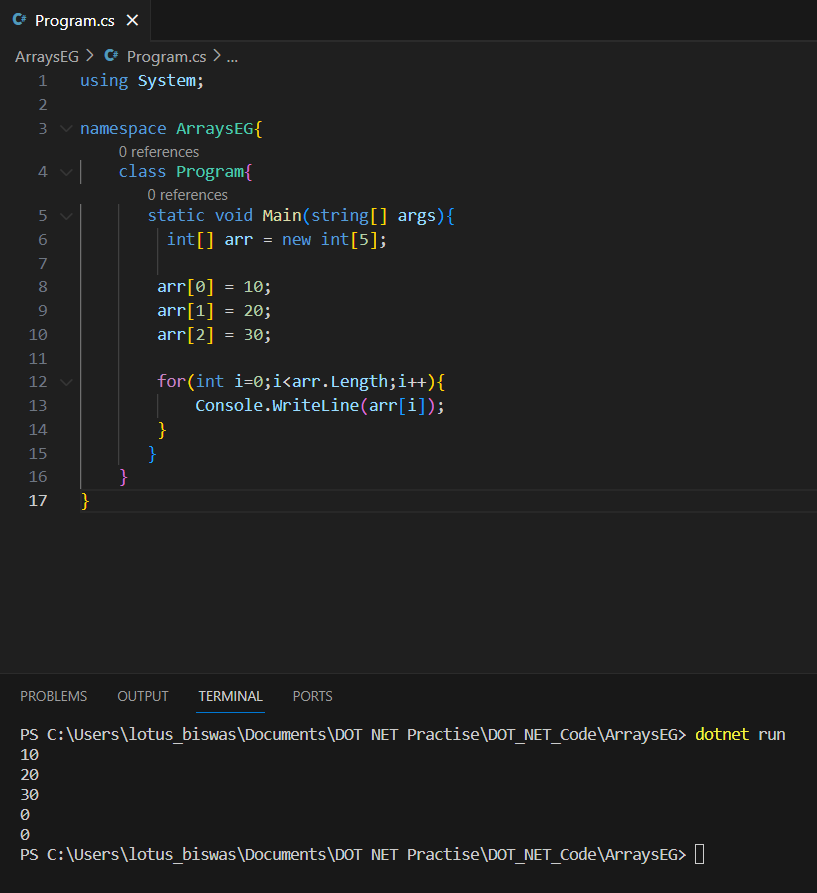 C# Program.cs ×
ArraysEG > C# Program.cs > ...
1 using System;
2
3 namespace ArraysEG{
0 references
4 class Program{
0 references
5 static void Main(string[] args){
6 int[] arr = new int[5];
7
8 arr[0] = 10;
9 arr[1] = 20;
10 arr[2] = 30;
11
12 for(int i=0;i<arr.Length;i++){
13 Console.WriteLine(arr[i]);
14 }
15 }
16 }
17 }
PROBLEMS OUTPUT TERMINAL PORTS
PS C:\Users\lotus_biswas\Documents\DOT NET Practise\DOT_NET_Code\ArraysEG> dotnet run
10
20
30
0
0
PS C:\Users\lotus_biswas\Documents\DOT NET Practise\DOT_NET_Code\ArraysEG>